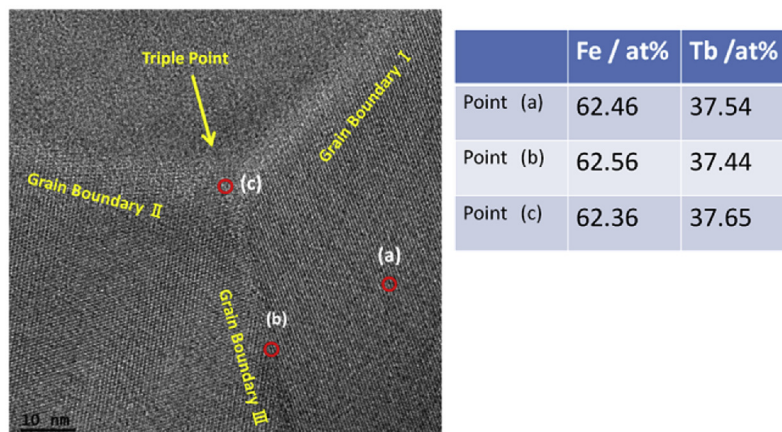 Triple Point
Grain Boundary I
Grain Boundary II
(c)
(a)
(b)
Grain Boundary III
10 nm
Fe / at% Tb /at%
Point (a) 62.46 37.54
Point (b) 62.56 37.44
Point (c) 62.36 37.65